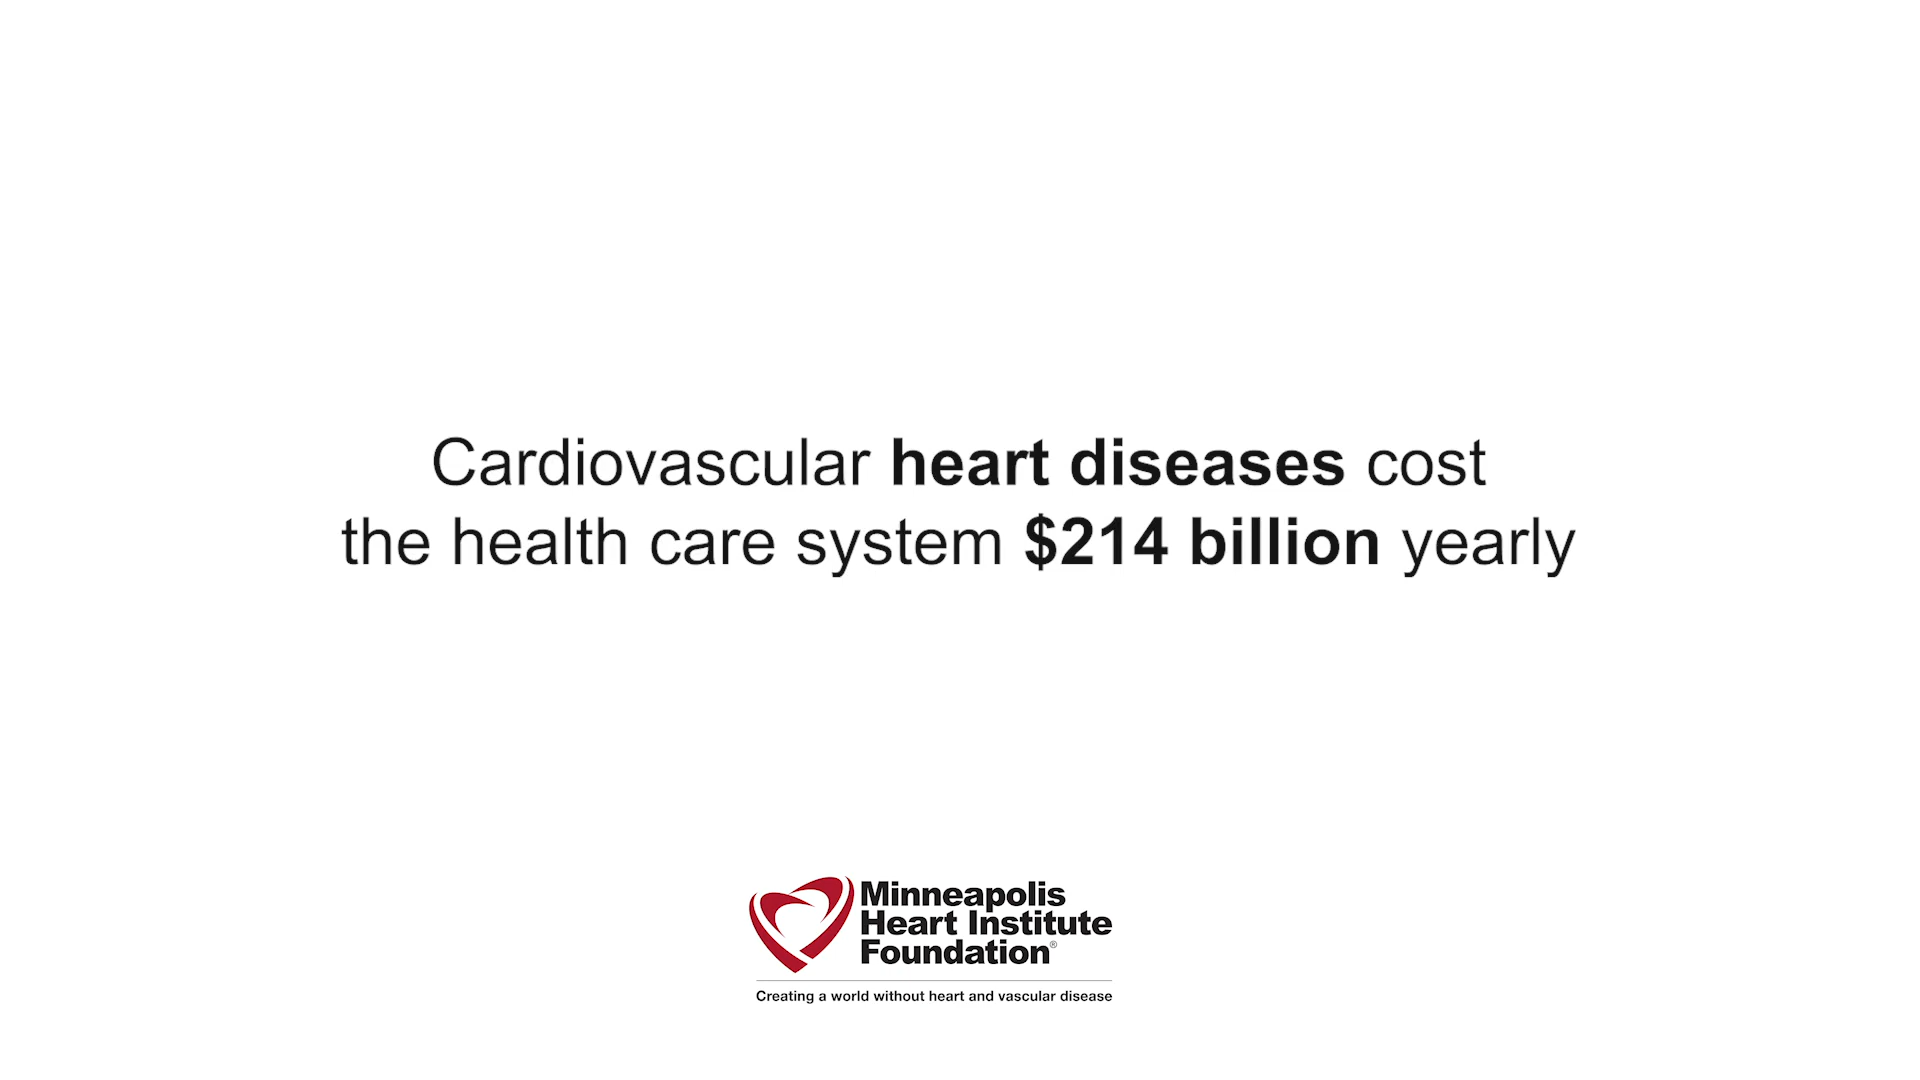 Cardiovascular heart diseases cost
the health care system $214 billion yearly
Minneapolis
Heart Institute
Foundation®
Creating a world without heart and vascular disease